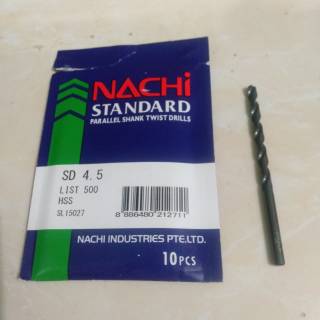 NACHi
STANDARD
PARALLEL SHANK TWIST DRILLS
SD 4.5
LIST 500
HSS
SL15027
8 886480 212711
NACHI INDUSTRIES PTE.LTD.
10PCS